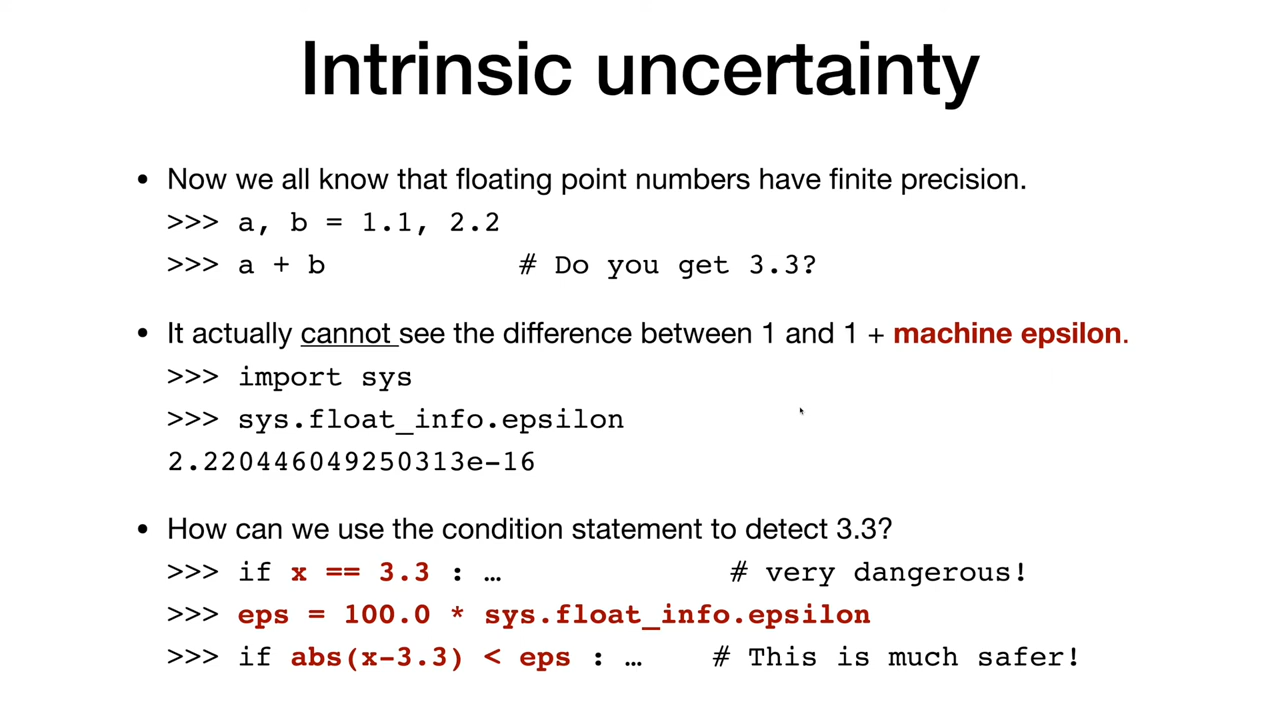 Intrinsic uncertainty
• Now we all know that floating point numbers have finite precision.
>>> a, b = 1.1, 2.2
>>> a + b # Do you get 3.3?
• It actually cannot see the difference between 1 and 1 + machine epsilon.
>>> import sys
>>> sys.float_info.epsilon
2.220446049250313e-16
• How can we use the condition statement to detect 3.3?
>>> if x == 3.3 : … # very dangerous!
>>> eps = 100.0 * sys.float_info.epsilon
>>> if abs(x-3.3) < eps : … # This is much safer!